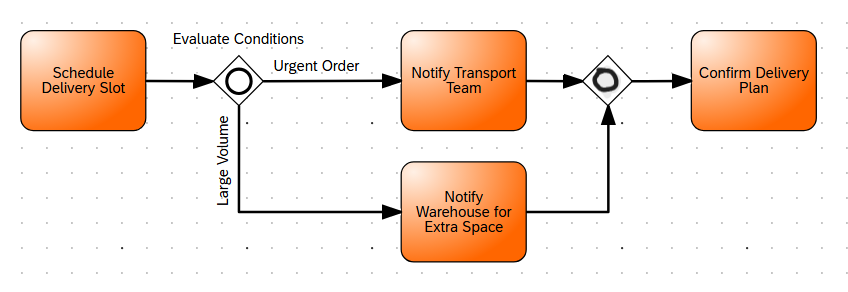 Evaluate Conditions
Schedule
Delivery Slot
Urgent Order
Notify Transport
Team
Confirm Delivery
Plan
Large Volume
Notify
Warehouse for
Extra Space